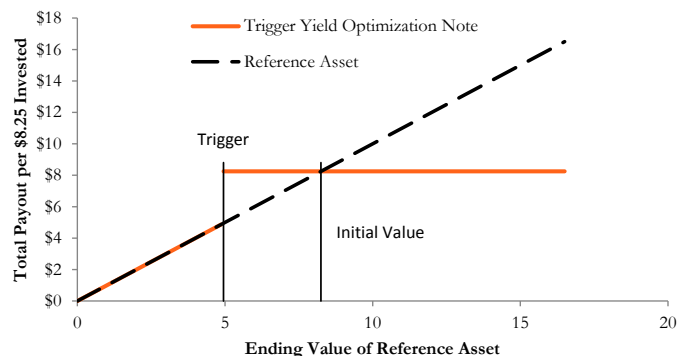 $18
$16
$14
$12
$10
$8
$6
$4
$2
$0
Total Payout per $8.25 Invested
Trigger Yield Optimization Note
Reference Asset
Trigger
Initial Value
0 5 10 15 20
Ending Value of Reference Asset